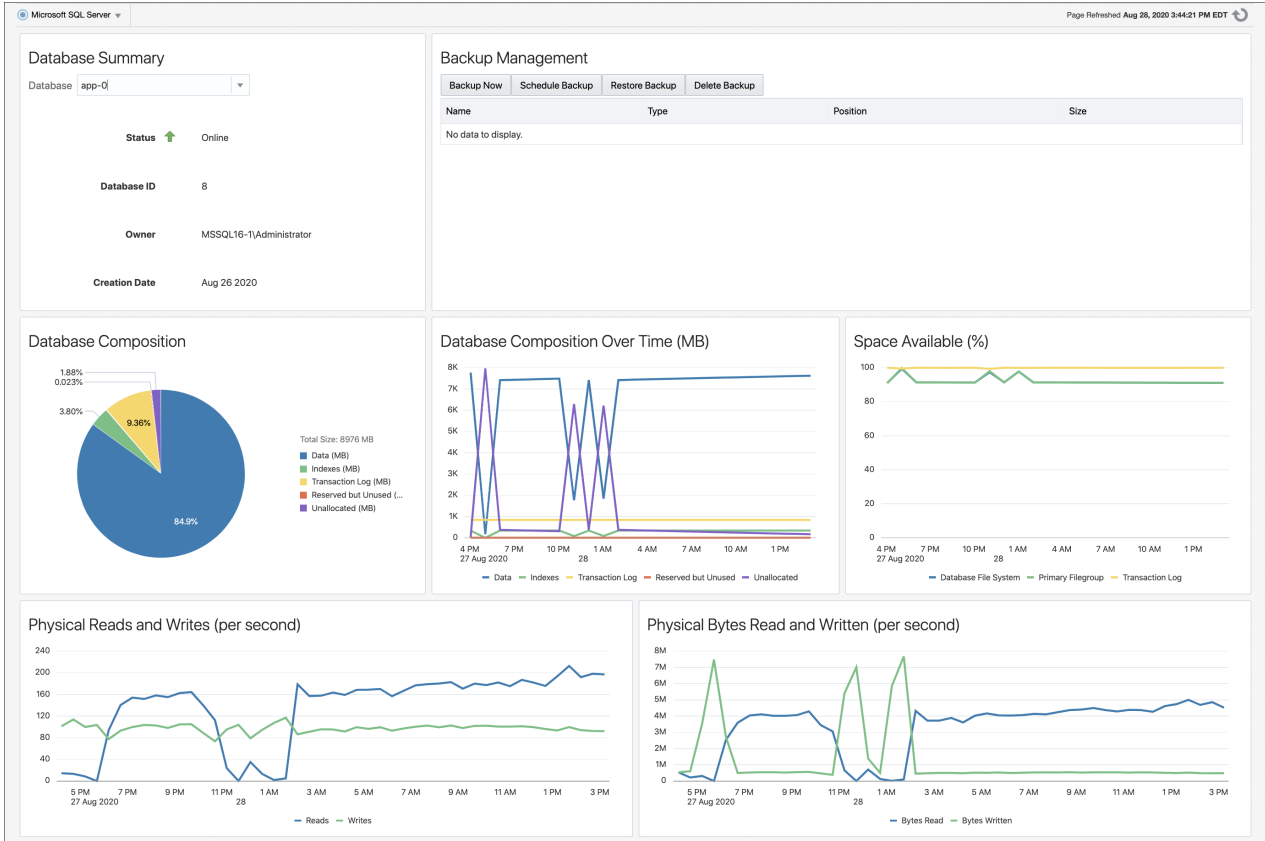 Microsoft SQL Server
Page Refreshed Aug 28, 2020 3:44:21 PM EDT
Database Summary
Database app-0
Status Online
Database ID 8
Owner MSSQL16-1\Administrator
Creation Date Aug 26 2020
Backup Management
Backup Now Schedule Backup Restore Backup Delete Backup
Name Type Position Size
No data to display.
Database Composition
1.88%
0.023%
3.80%
9.36%
84.9%
Total Size: 8976 MB
Data (MB)
Indexes (MB)
Transaction Log (MB)
Reserved but Unused (...
Unallocated (MB)
Database Composition Over Time (MB)
8K
7K
6K
5K
4K
3K
2K
1K
0
4 PM 7 PM 10 PM 1 AM 4 AM 7 AM 10 AM 1 PM
27 Aug 2020 28
Data Indexes Transaction Log Reserved but Unused Unallocated
Space Available (%)
100
80
60
40
20
0
4 PM 7 PM 10 PM 1 AM 4 AM 7 AM 10 AM 1 PM
27 Aug 2020 28
Database File System Primary Filegroup Transaction Log
Physical Reads and Writes (per second)
240
200
160
120
80
40
0
5 PM 7 PM 9 PM 11 PM 1 AM 3 AM 5 AM 7 AM 9 AM 11 AM 1 PM 3 PM
27 Aug 2020 28
Reads Writes
Physical Bytes Read and Written (per second)
8M
7M
6M
5M
4M
3M
2M
1M
0
5 PM 7 PM 9 PM 11 PM 1 AM 3 AM 5 AM 7 AM 9 AM 11 AM 1 PM 3 PM
27 Aug 2020 28
Bytes Read Bytes Written